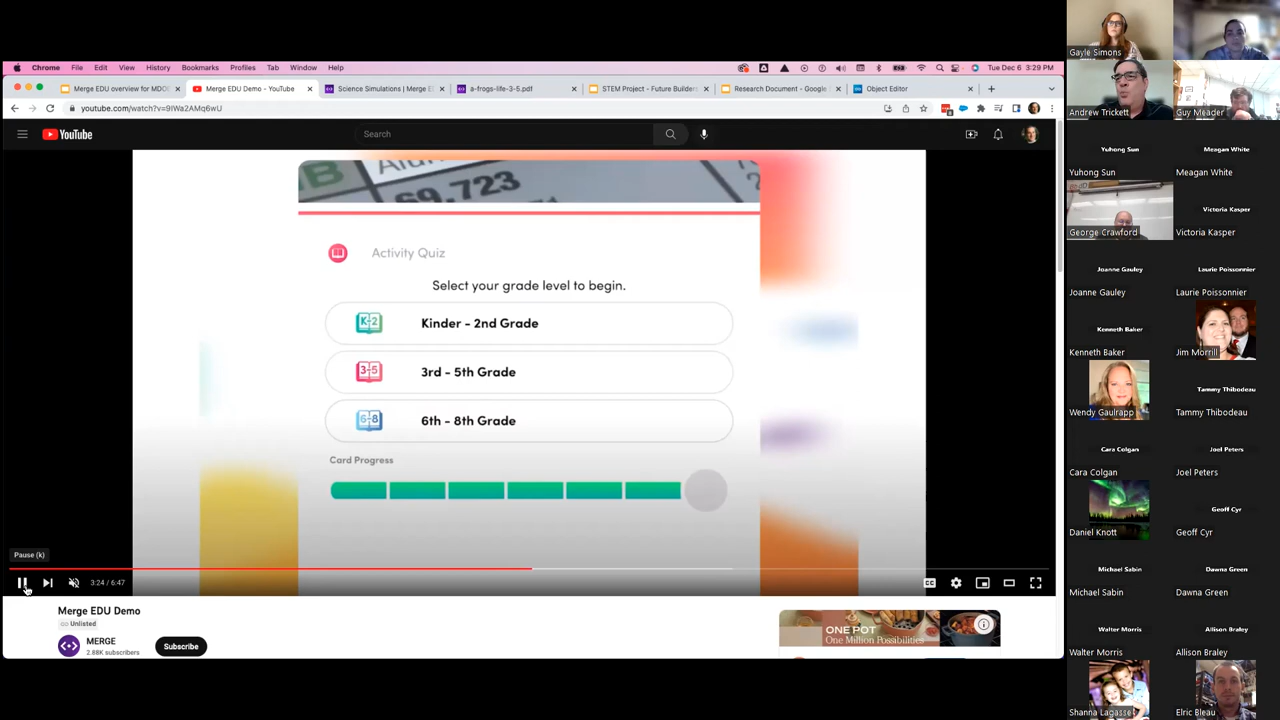 Chrome File Edit View History Bookmarks Profiles Tab Window Help
Tue Dec 6 3:29 PM
Merge EDU overview for MDO
Merge EDU Demo - YouTube
Science Simulations | Merge E
a-frogs-life-3-5.pdf
STEM Project - Future Builder
Research Document - Google
Object Editor
youtube.com/watch?v=9IWa2AMq6wU
YouTube
Search
B
69,723
Activity Quiz
Select your grade level to begin.
K-2 Kinder - 2nd Grade
3-5 3rd - 5th Grade
6-8 6th - 8th Grade
Card Progress
Pause (k)
3:24 / 6:47
CC
Merge EDU Demo
Unlisted
MERGE
2.88K subscribers
Subscribe
ONE POT
One Million Possibilities
Gayle Simons
Andrew Trickett
Guy Meader
Yuhong Sun
Yuhong Sun
Meagan White
Meagan White
George Crawford
Victoria Kasper
Victoria Kasper
Joanne Gauley
Joanne Gauley
Laurie Poissonnier
Laurie Poissonnier
Kenneth Baker
Kenneth Baker
Jim Morrill
Wendy Gaulrapp
Tammy Thibodeau
Tammy Thibodeau
Cara Colgan
Cara Colgan
Joel Peters
Joel Peters
Daniel Knott
Geoff Cyr
Geoff Cyr
Michael Sabin
Michael Sabin
Dawna Green
Dawna Green
Walter Morris
Walter Morris
Allison Braley
Allison Braley
Shanna Lagasse
Elric Bleau